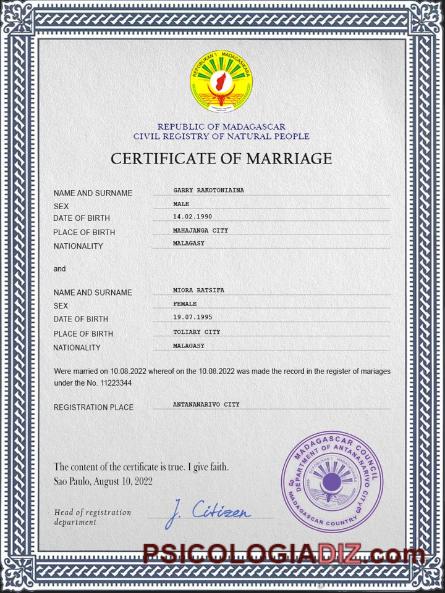 REPUBLIKAN'I MADAGASIKARA
REPUBLIC OF MADAGASCAR
CIVIL REGISTRY OF NATURAL PEOPLE
CERTIFICATE OF MARRIAGE
NAME AND SURNAME GARRY RAKOTONIAINA
SEX MALE
DATE OF BIRTH 14.02.1990
PLACE OF BIRTH MAHAJANGA CITY
NATIONALITY MALAGASY
and
NAME AND SURNAME MIORA RATSIFA
SEX FEMALE
DATE OF BIRTH 19.07.1995
PLACE OF BIRTH TOLIARY CITY
NATIONALITY MALAGASY
Were married on 10.08.2022 whereof on the 10.08.2022 was made the record in the register of mariages
under the No. 11223344
REGISTRATION PLACE ANTANANARIVO CITY
The content of the certificate is true. I give faith.
Sao Paulo, August 10, 2022
Head of registration
department
J. Citizen
MADAGASCAR COUNCIL
DEPARTMENT OF ANTANANARIVO CITY
MADAGASCAR COUNTRY
PSICOLOGIADIZ.com